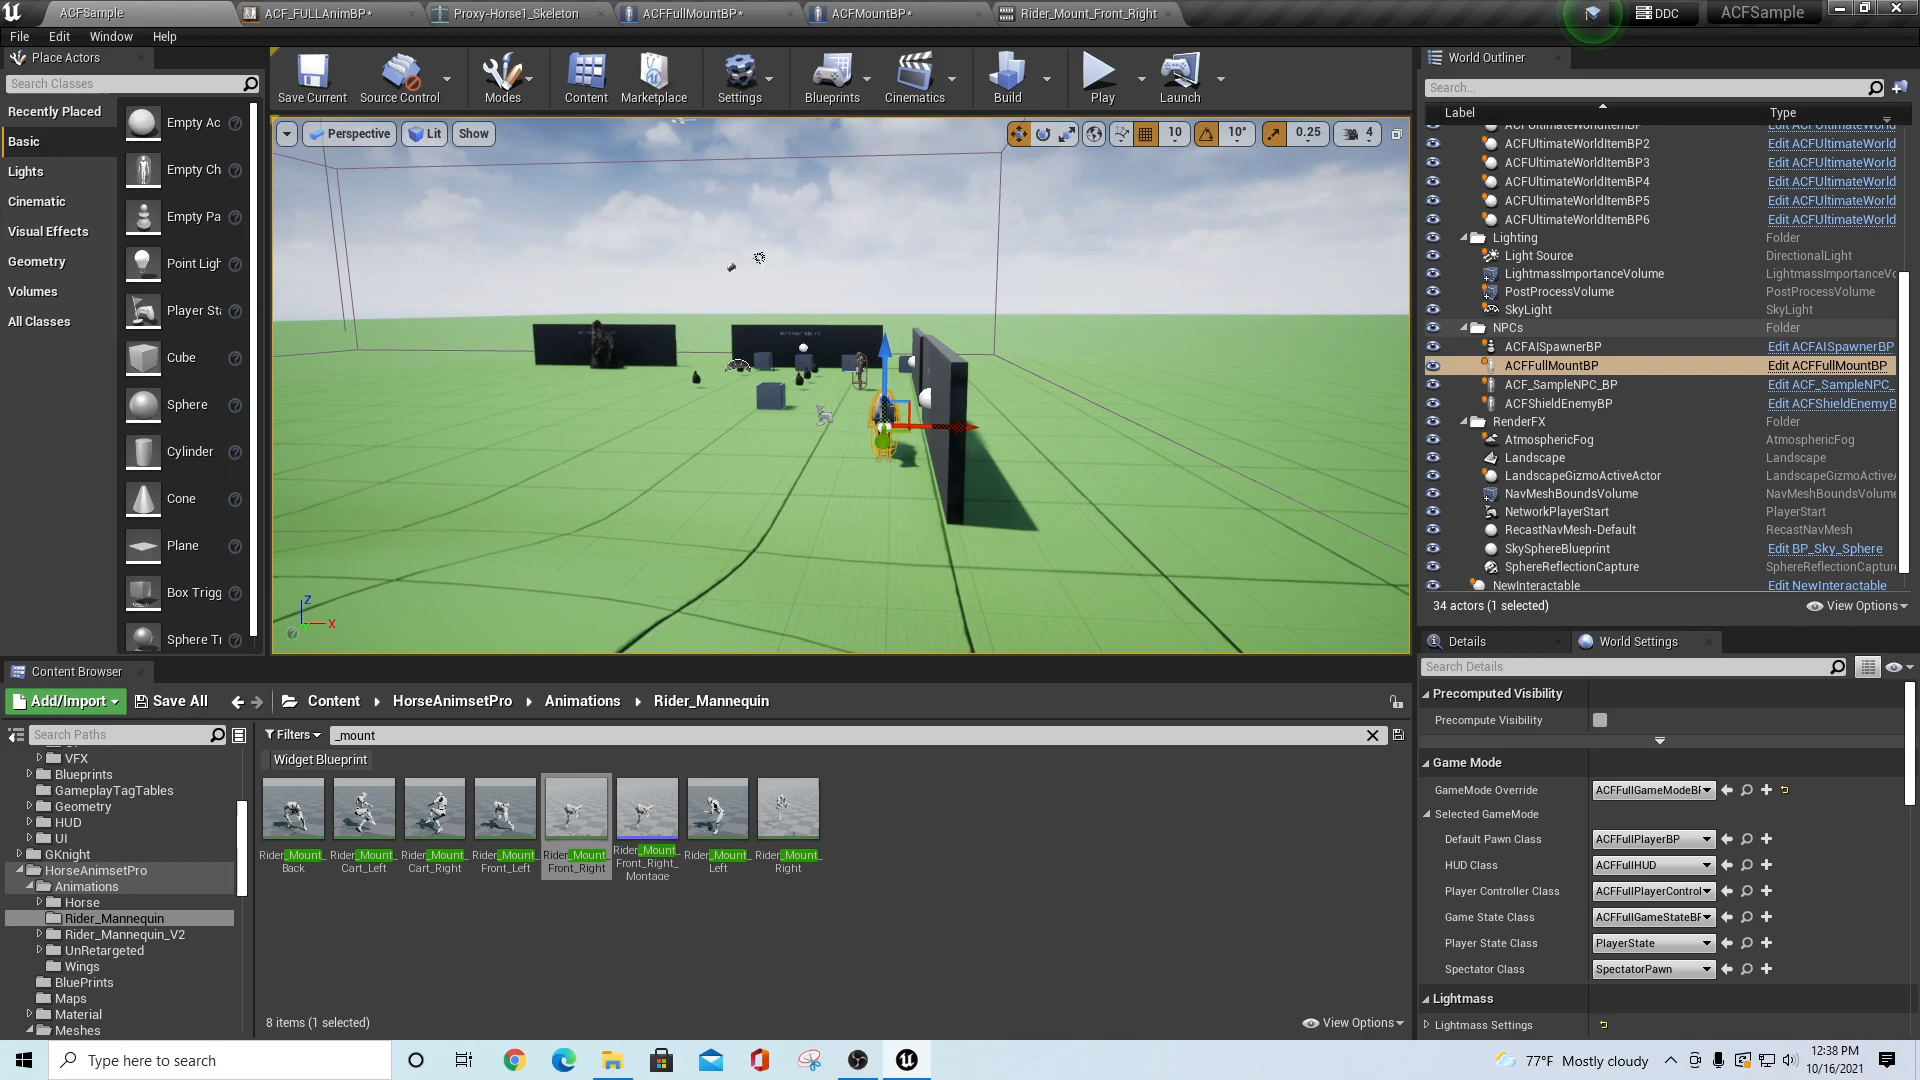 ACFSample
ACF_FULLAnimBP*
Proxy-Horse1_Skeleton
ACFFullMountBP*
ACFMountBP*
Rider_Mount_Front_Right
DDC
ACFSample
File Edit Window Help
Place Actors
Search Classes
Recently Placed
Basic
Lights
Cinematic
Visual Effects
Geometry
Volumes
All Classes
Empty Ac
Empty Ch
Empty Pa
Point Ligh
Player Sta
Cube
Sphere
Cylinder
Cone
Plane
Box Trigg
Sphere Tr
Save Current
Source Control
Modes
Content
Marketplace
Settings
Blueprints
Cinematics
Build
Play
Launch
Perspective
Lit
Show
10
10°
0.25
4
Z
X
World Outliner
Search...
Label
Type
ACFUltimateWorldItemBP Edit ACFUltimateWorld
ACFUltimateWorldItemBP2 Edit ACFUltimateWorld
ACFUltimateWorldItemBP3 Edit ACFUltimateWorld
ACFUltimateWorldItemBP4 Edit ACFUltimateWorld
ACFUltimateWorldItemBP5 Edit ACFUltimateWorld
ACFUltimateWorldItemBP6 Edit ACFUltimateWorld
Lighting Folder
Light Source DirectionalLight
LightmassImportanceVolume LightmassImportanceVo
PostProcessVolume PostProcessVolume
SkyLight SkyLight
NPCs Folder
ACFAISpawnerBP Edit ACFAISpawnerBP
ACFFullMountBP Edit ACFFullMountBP
ACF_SampleNPC_BP Edit ACF_SampleNPC_
ACFShieldEnemyBP Edit ACFShieldEnemyB
RenderFX Folder
AtmosphericFog AtmosphericFog
Landscape Landscape
LandscapeGizmoActiveActor LandscapeGizmoActiveA
NavMeshBoundsVolume NavMeshBoundsVolume
NetworkPlayerStart PlayerStart
RecastNavMesh-Default RecastNavMesh
SkySphereBlueprint Edit BP_Sky_Sphere
SphereReflectionCapture SphereReflectionCapture
NewInteractable Edit NewInteractable
34 actors (1 selected)
View Options
Details
World Settings
Search Details
Precomputed Visibility
Precompute Visibility
Game Mode
GameMode Override ACFFullGameModeBF
Selected GameMode
Default Pawn Class ACFFullPlayerBP
HUD Class ACFFullHUD
Player Controller Class ACFFullPlayerControl
Game State Class ACFFullGameStateBF
Player State Class PlayerState
Spectator Class SpectatorPawn
Lightmass
Lightmass Settings
Content Browser
Add/Import
Save All
Content HorseAnimsetPro Animations Rider_Mannequin
Search Paths
Filters
_mount
Widget Blueprint
VFX
Blueprints
GameplayTagTables
Geometry
HUD
UI
GKnight
HorseAnimsetPro
Animations
Horse
Rider_Mannequin
Rider_Mannequin_V2
UnRetargeted
Wings
BluePrints
Maps
Material
Meshes
Rider_Mount_Back
Rider_Mount_Cart_Left
Rider_Mount_Cart_Right
Rider_Mount_Front_Left
Rider_Mount_Front_Right
Rider_Mount_Front_Right_Montage
Rider_Mount_Left
Rider_Mount_Right
8 items (1 selected)
View Options
Type here to search
77°F Mostly cloudy
12:38 PM
10/16/2021